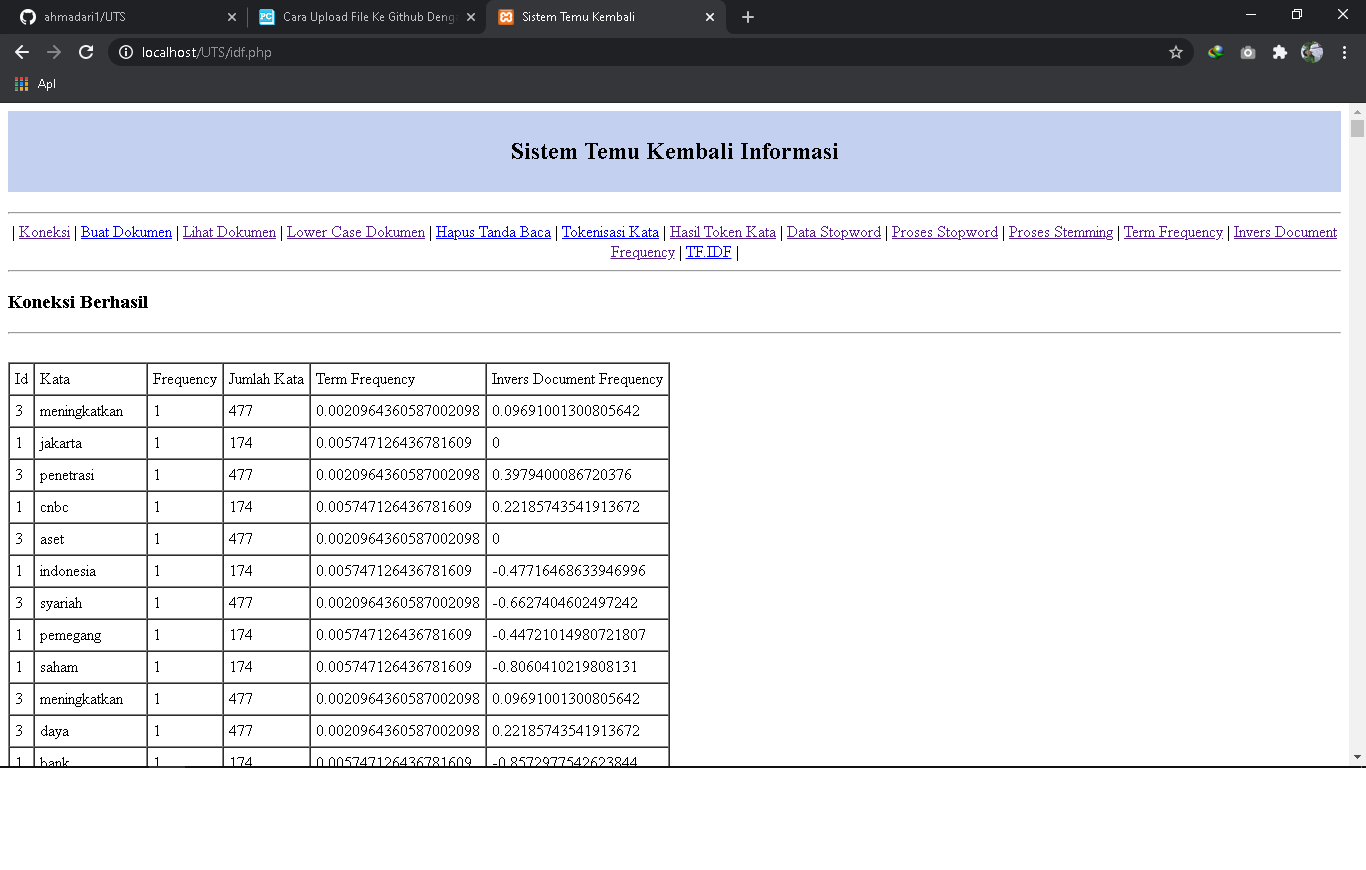 ahmadari1/UTS
Cara Upload File Ke Github Deng
Sistem Temu Kembali
localhost/UTS/idf.php
Apl
Sistem Temu Kembali Informasi
| Koneksi | Buat Dokumen | Lihat Dokumen | Lower Case Dokumen | Hapus Tanda Baca | Tokenisasi Kata | Hasil Token Kata | Data Stopword | Proses Stopword | Proses Stemming | Term Frequency | Invers Document
Frequency | TF.IDF |
Koneksi Berhasil
Id Kata Frequency Jumlah Kata Term Frequency Invers Document Frequency
3 meningkatkan 1 477 0.0020964360587002098 0.09691001300805642
1 jakarta 1 174 0.005747126436781609 0
3 penetrasi 1 477 0.0020964360587002098 0.3979400086720376
1 cnbc 1 174 0.005747126436781609 0.22185743541913672
3 aset 1 477 0.0020964360587002098 0
1 indonesia 1 174 0.005747126436781609 -0.47716468633946996
3 syariah 1 477 0.0020964360587002098 -0.6627404602497242
1 pemegang 1 174 0.005747126436781609 -0.44721014980721807
1 saham 1 174 0.005747126436781609 -0.8060410219808131
3 meningkatkan 1 477 0.0020964360587002098 0.09691001300805642
3 daya 1 477 0.0020964360587002098 0.22185743541913672
1 bank 1 174 0.005747126436781609 -0.8572977542623844